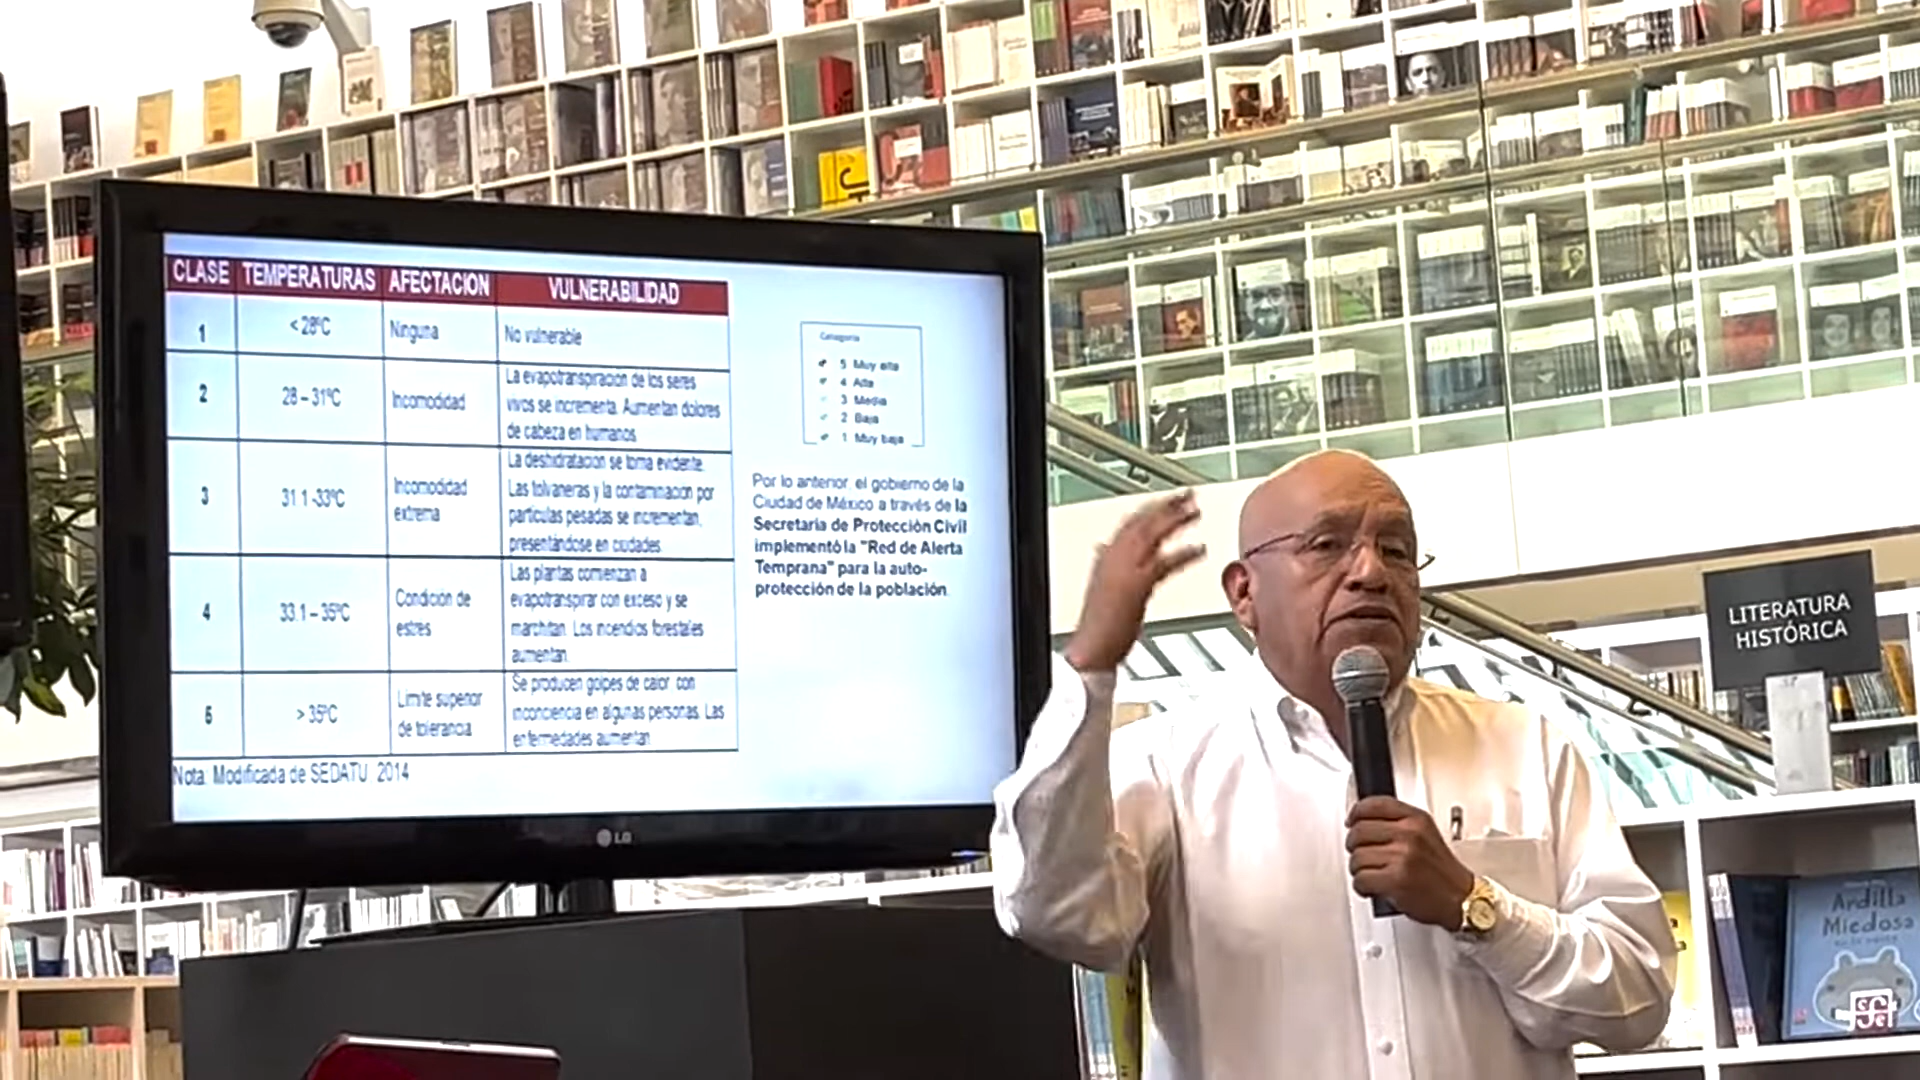 CLASE TEMPERATURAS AFECTACION VULNERABILIDAD
1 < 28ºC Ninguna No vulnerable
2 28 – 31ºC Incomodidad La evapotranspiración de los seres
vivos se incrementa. Aumentan dolores
de cabeza en humanos
3 31.1-33ºC Incomodidad extrema La deshidratación se torna evidente.
Las tolvaneras y la contaminación por
partículas pesadas se incrementan,
presentándose en ciudades
4 33.1 – 35ºC Condición de estres Las plantas comienzan a
evapotranspirar con exceso y se
marchitan. Los incendios forestales
aumentan.
5 > 35ºC Limite superior de tolerancia Se producen golpes de calor con
inconciencia en algunas personas. Las
enfermedades aumentan
Nota: Modificada de SEDATU 2014
Categoria
5 Muy alta
4 Alta
3 Media
2 Baja
1 Muy baja
Por lo anterior, el gobierno de la
Ciudad de México a través de la
Secretaría de Protección Civil
implementó la "Red de Alerta
Temprana" para la auto-
protección de la población.
LG
LITERATURA
HISTÓRICA
Ardilla
Miedosa